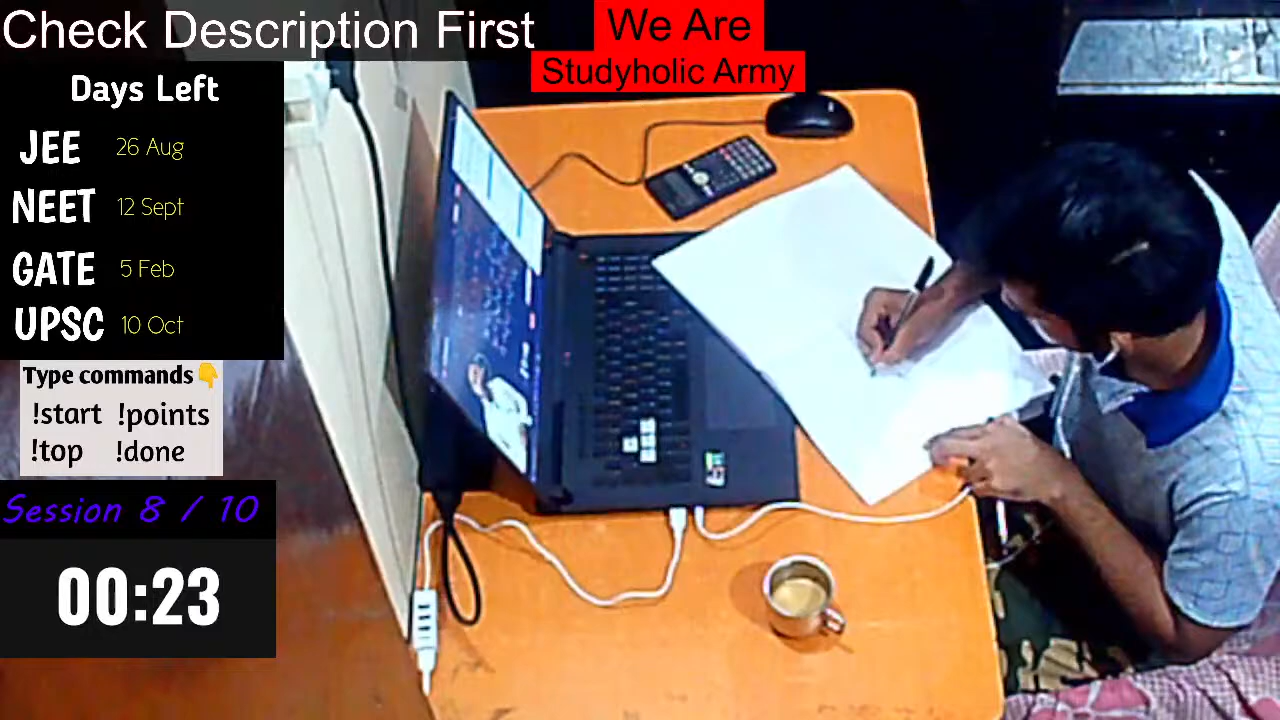 Check Description First
We Are
Studyholic Army
Days Left
JEE 26 Aug
NEET 12 Sept
GATE 5 Feb
UPSC 10 Oct
Type commands👇
!start !points
!top !done
Session 8 / 10
00:23